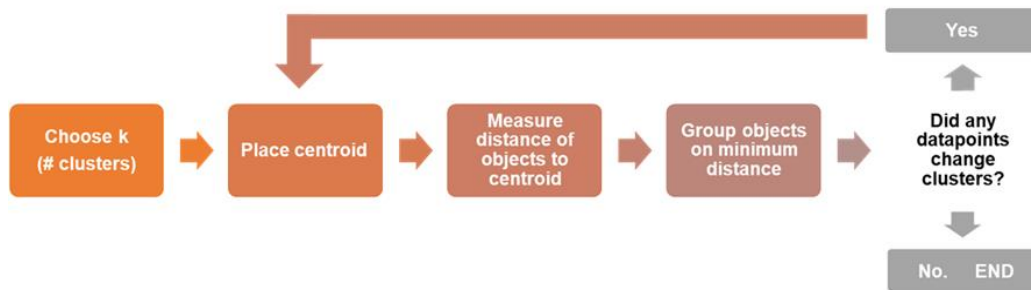 Yes
Choose k
(# clusters)
Place centroid
Measure
distance of
objects to
centroid
Group objects
on minimum
distance
Did any
datapoints
change
clusters?
No. END